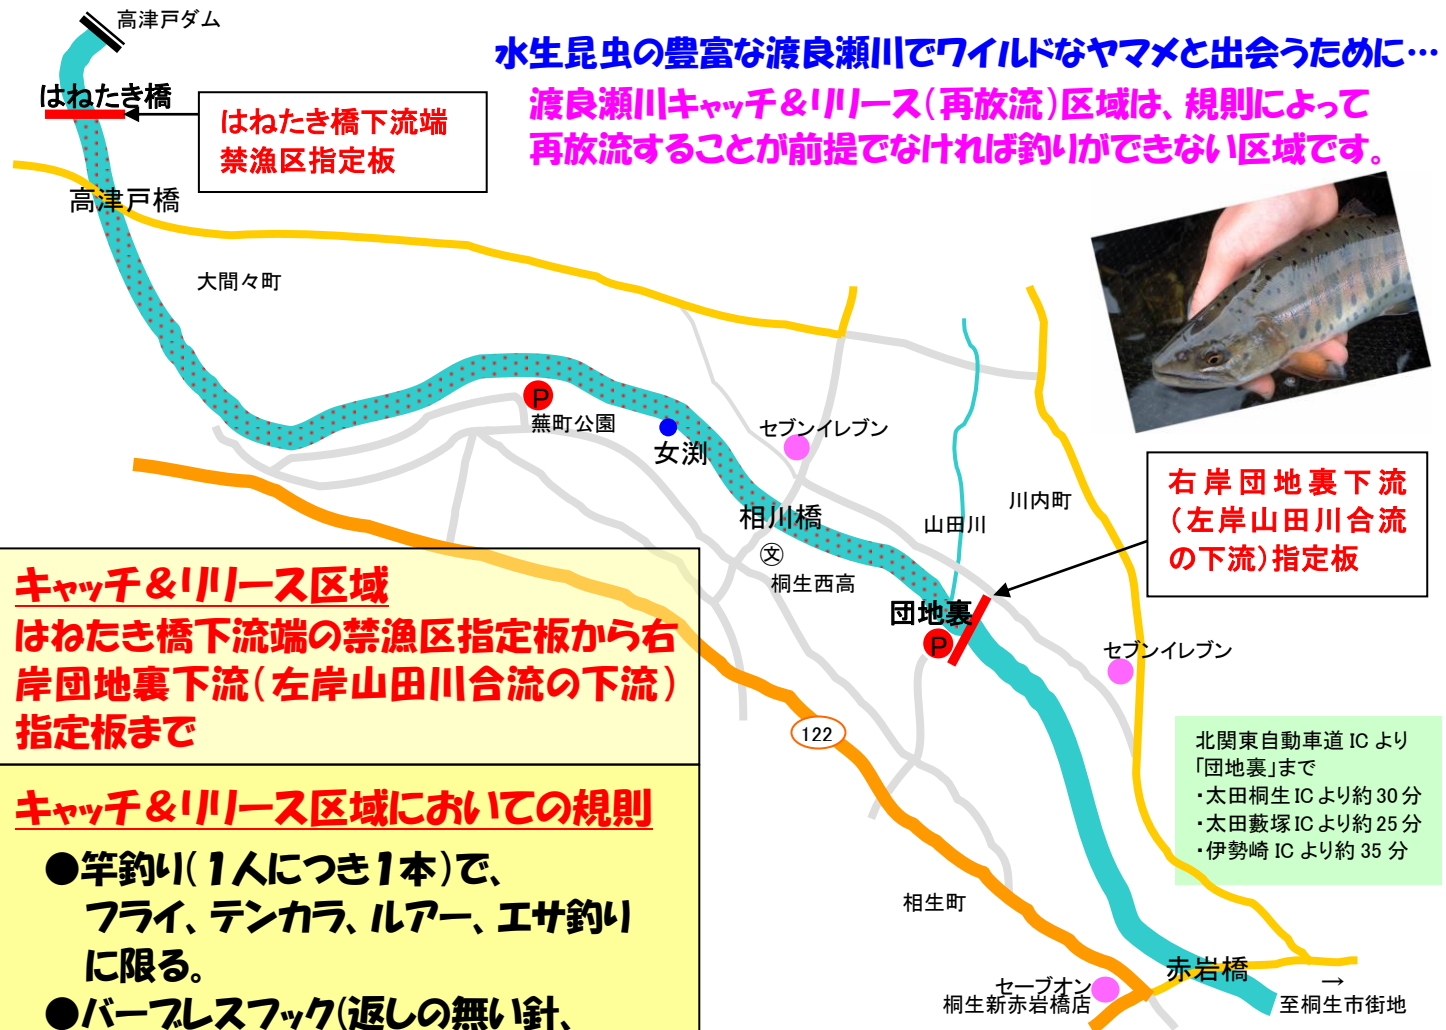 高津戸ダム
水生昆虫の豊富な渡良瀬川でワイルドなヤマメと出会うために…
渡良瀬川キャッチ&リリース(再放流)区域は、規則によって
再放流することが前提でなければ釣りができない区域です。
はねたき橋
はねたき橋下流端
禁漁区指定板
高津戸橋
大間々町
P
蕪町公園
女渕
セブンイレブン
相川橋
文
桐生西高
山田川
川内町
右岸団地裏下流
(左岸山田川合流
の下流)指定板
団地裏
P
セブンイレブン
キャッチ&リリース区域
はねたき橋下流端の禁漁区指定板から右
岸団地裏下流(左岸山田川合流の下流)
指定板まで
122
北関東自動車道 IC より
「団地裏」まで
・太田桐生 IC より約 30 分
・太田藪塚 IC より約 25 分
・伊勢崎 IC より約 35 分
キャッチ&リリース区域においての規則
●竿釣り(1人につき1本)で、
フライ、テンカラ、ルアー、エサ釣り
に限る。
●バーブレスフック(返しの無い針、
相生町
赤岩橋
セーブオン
桐生新赤岩橋店
→
至桐生市街地